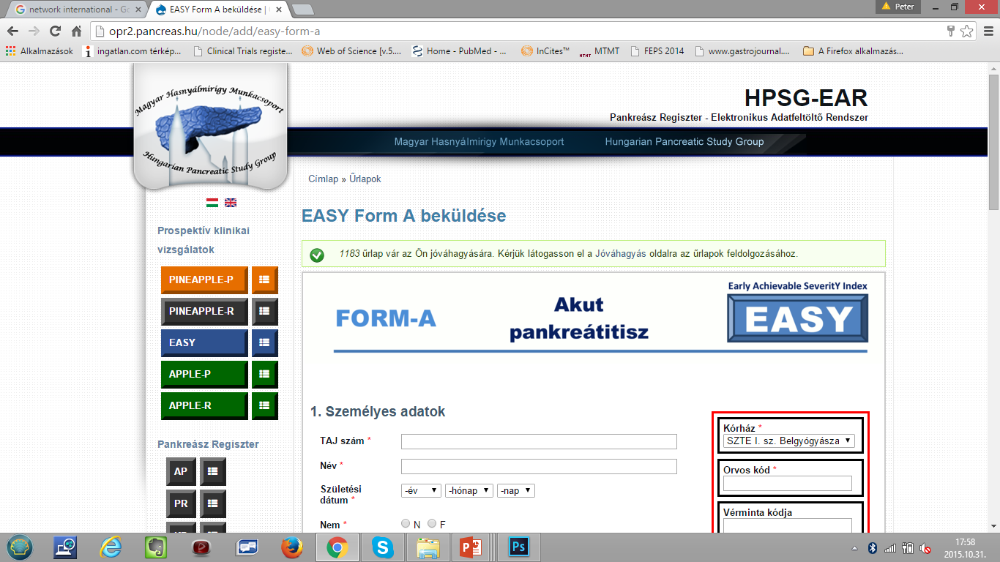 network international - Go
EASY Form A beküldése |
Peter
opr2.pancreas.hu/node/add/easy-form-a
Alkalmazások
ingatlan.com térkép...
Clinical Trials registe...
Web of Science [v.5....
Home - PubMed - ...
InCites™
MTMT
FEPS 2014
www.gastrojournal....
A Firefox alkalmazás...
Magyar Hasnyálmirigy Munkacsoport
Hungarian Pancreatic Study Group
HPSG-EAR
Pankreász Regiszter - Elektronikus Adatfeltöltő Rendszer
Magyar Hasnyálmirigy Munkacsoport
Hungarian Pancreatic Study Group
Címlap » Űrlapok
EASY Form A beküldése
1183 űrlap vár az Ön jóváhagyására. Kérjük látogasson el a Jóváhagyás oldalra az űrlapok feldolgozásához.
Prospektív klinikai
vizsgálatok
PINEAPPLE-P
PINEAPPLE-R
EASY
APPLE-P
APPLE-R
Pankreász Regiszter
AP
PR
FORM-A
Akut
pankreátitisz
Early Achievable SeveritY Index
EASY
1. Személyes adatok
TAJ szám *
Név *
Születési
dátum *
-év
-hónap
-nap
Nem *
N
F
Kórház *
SZTE I. sz. Belgyógyásza
Orvos kód *
Vérminta kódja
17:58
2015.10.31.